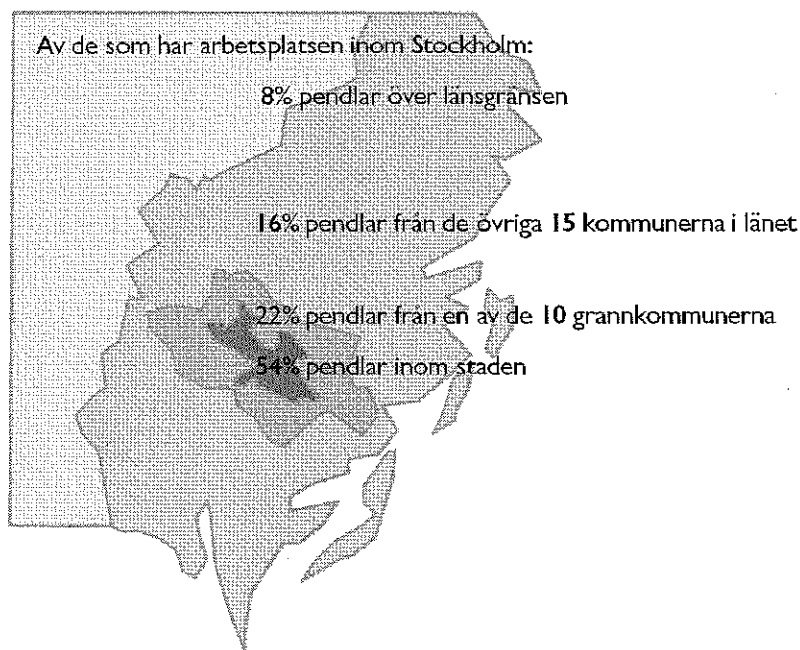 Av de som har arbetsplatsen inom Stockholm:
8% pendlar över länsgränsen
16% pendlar från de övriga 15 kommunerna i länet
22% pendlar från en av de 10 grannkommunerna
54% pendlar inom staden